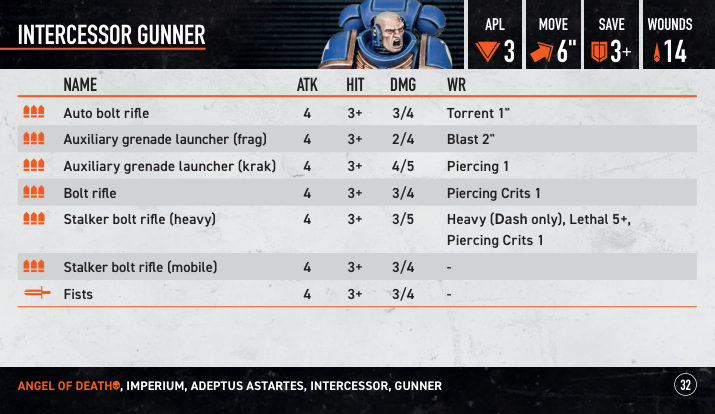 INTERCESSOR GUNNER
APL MOVE SAVE WOUNDS
3 6" 3+ 14
NAME ATK HIT DMG WR
Auto bolt rifle 4 3+ 3/4 Torrent 1"
Auxiliary grenade launcher (frag) 4 3+ 2/4 Blast 2"
Auxiliary grenade launcher (krak) 4 3+ 4/5 Piercing 1
Bolt rifle 4 3+ 3/4 Piercing Crits 1
Stalker bolt rifle (heavy) 4 3+ 3/5 Heavy (Dash only), Lethal 5+,
Piercing Crits 1
Stalker bolt rifle (mobile) 4 3+ 3/4 -
Fists 4 3+ 3/4 -
ANGEL OF DEATH, IMPERIUM, ADEPTUS ASTARTES, INTERCESSOR, GUNNER 32